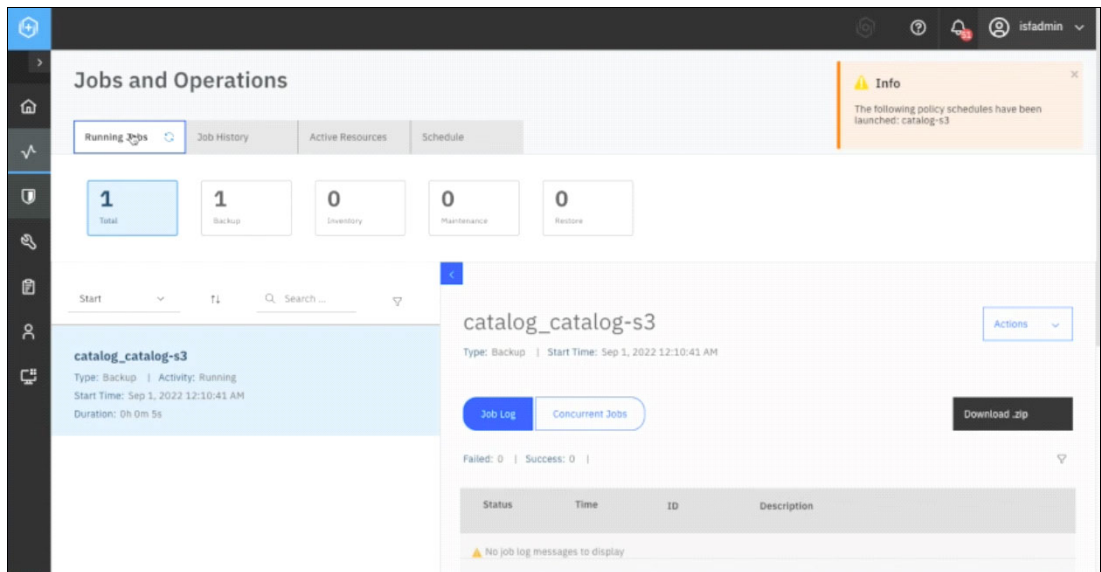 isfadmin
Jobs and Operations
Info
The following policy schedules have been
launched: catalog-s3
Running Jobs
Job History
Active Resources
Schedule
1
Total
1
Backup
0
Inventory
0
Maintenance
0
Restore
Start
Search ...
catalog_catalog-s3
Type: Backup | Activity: Running
Start Time: Sep 1, 2022 12:10:41 AM
Duration: 0h 0m 5s
catalog_catalog-s3
Type: Backup | Start Time: Sep 1, 2022 12:10:41 AM
Actions
Job Log
Concurrent Jobs
Download .zip
Failed: 0 | Success: 0 |
Status Time ID Description
No job log messages to display